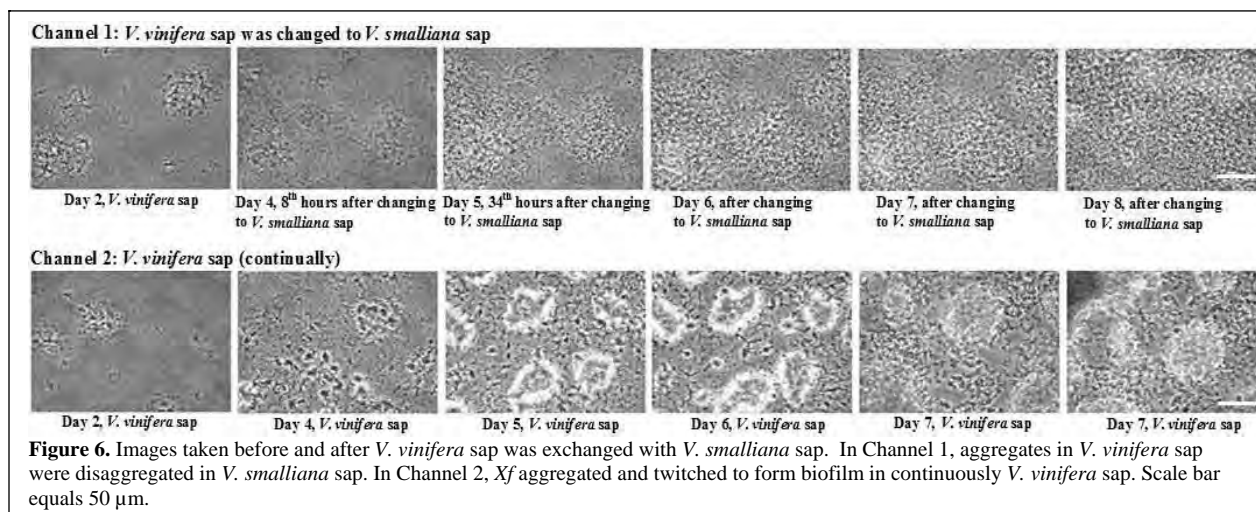 Channel 1: V. vinifera sap was changed to V. smalliana sap
Day 2, V. vinifera sap
Day 4, 8th hours after changing
to V. smalliana sap
Day 5, 34th hours after changing
to V. smalliana sap
Day 6, after changing
to V. smalliana sap
Day 7, after changing
to V. smalliana sap
Day 8, after changing
to V. smalliana sap
Channel 2: V. vinifera sap (continually)
Day 2, V. vinifera sap
Day 4, V. vinifera sap
Day 5, V. vinifera sap
Day 6, V. vinifera sap
Day 7, V. vinifera sap
Day 7, V. vinifera sap
Figure 6. Images taken before and after V. vinifera sap was exchanged with V. smalliana sap. In Channel 1, aggregates in V. vinifera sap
were disaggregated in V. smalliana sap. In Channel 2, Xf aggregated and twitched to form biofilm in continuously V. vinifera sap. Scale bar
equals 50 µm.